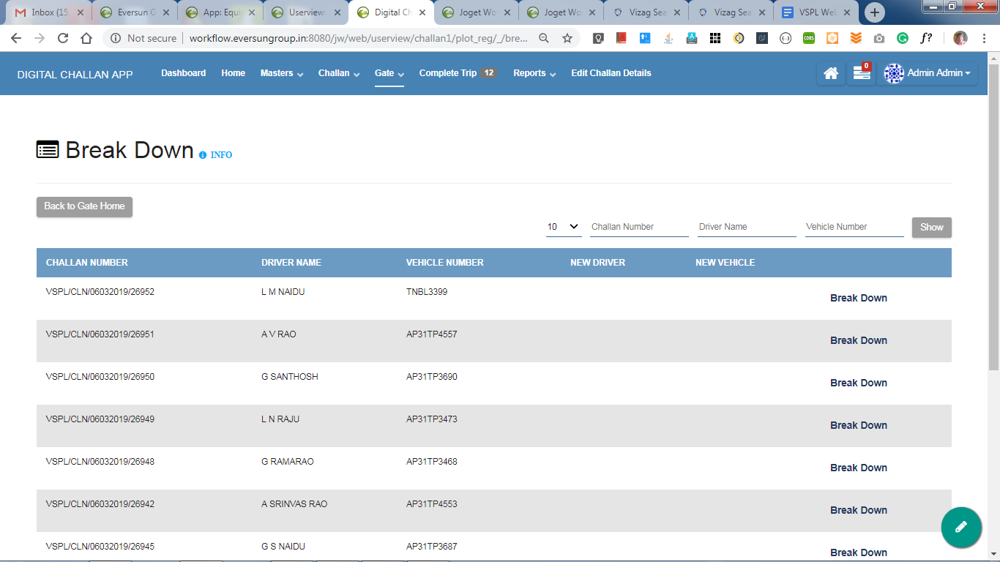 Inbox (15
Eversun G
App: Equi
Userview:
Digital Ch
Joget Wo
Joget Wo
Vizag Sea
Vizag Sea
VSPL Web
Not secure workflow.eversungroup.in:8080/jw/web/userview/challan1/plot_reg/_/bre...
CORS
f?
DIGITAL CHALLAN APP Dashboard Home Masters Challan Gate Complete Trip 12 Reports Edit Challan Details 0 Admin Admin
Break Down INFO
Back to Gate Home
10 Challan Number Driver Name Vehicle Number Show
CHALLAN NUMBER DRIVER NAME VEHICLE NUMBER NEW DRIVER NEW VEHICLE
VSPL/CLN/06032019/26952 L M NAIDU TNBL3399 Break Down
VSPL/CLN/06032019/26951 A V RAO AP31TP4557 Break Down
VSPL/CLN/06032019/26950 G SANTHOSH AP31TP3690 Break Down
VSPL/CLN/06032019/26949 L N RAJU AP31TP3473 Break Down
VSPL/CLN/06032019/26948 G RAMARAO AP31TP3468 Break Down
VSPL/CLN/06032019/26942 A SRINVAS RAO AP31TP4553 Break Down
VSPL/CLN/06032019/26945 G S NAIDU AP31TP3687 Break Down